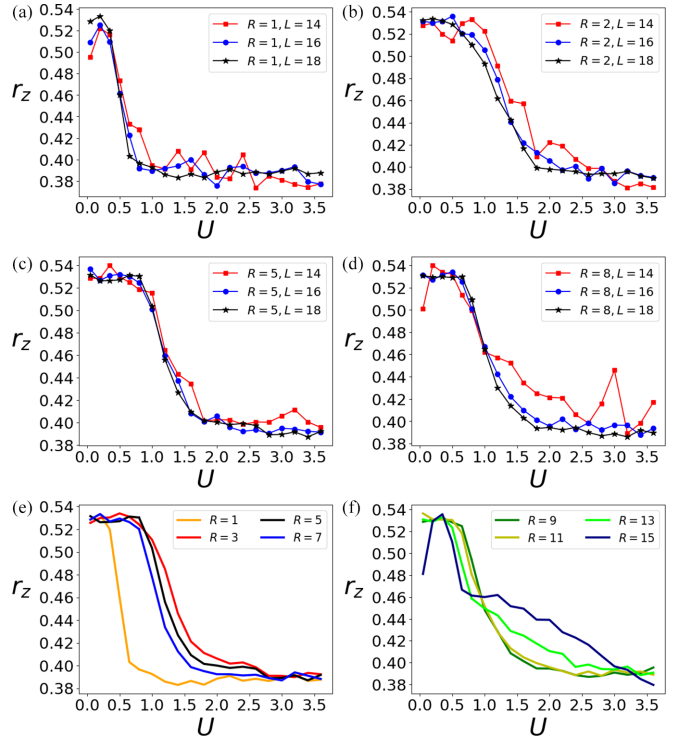 (a)
0.54
0.52
0.50
0.48
0.46
0.44
0.42
0.40
0.38
r_z
R = 1, L = 14
R = 1, L = 16
R = 1, L = 18
0.0 0.5 1.0 1.5 2.0 2.5 3.0 3.5
U
(b)
0.54
0.52
0.50
0.48
0.46
0.44
0.42
0.40
0.38
r_z
R = 2, L = 14
R = 2, L = 16
R = 2, L = 18
0.0 0.5 1.0 1.5 2.0 2.5 3.0 3.5
U
(c)
0.54
0.52
0.50
0.48
0.46
0.44
0.42
0.40
0.38
r_z
R = 5, L = 14
R = 5, L = 16
R = 5, L = 18
0.0 0.5 1.0 1.5 2.0 2.5 3.0 3.5
U
(d)
0.54
0.52
0.50
0.48
0.46
0.44
0.42
0.40
0.38
r_z
R = 8, L = 14
R = 8, L = 16
R = 8, L = 18
0.0 0.5 1.0 1.5 2.0 2.5 3.0 3.5
U
(e)
0.54
0.52
0.50
0.48
0.46
0.44
0.42
0.40
0.38
r_z
R = 1 R = 5
R = 3 R = 7
0.0 0.5 1.0 1.5 2.0 2.5 3.0 3.5
U
(f)
0.54
0.52
0.50
0.48
0.46
0.44
0.42
0.40
0.38
r_z
R = 9 R = 13
R = 11 R = 15
0.0 0.5 1.0 1.5 2.0 2.5 3.0 3.5
U